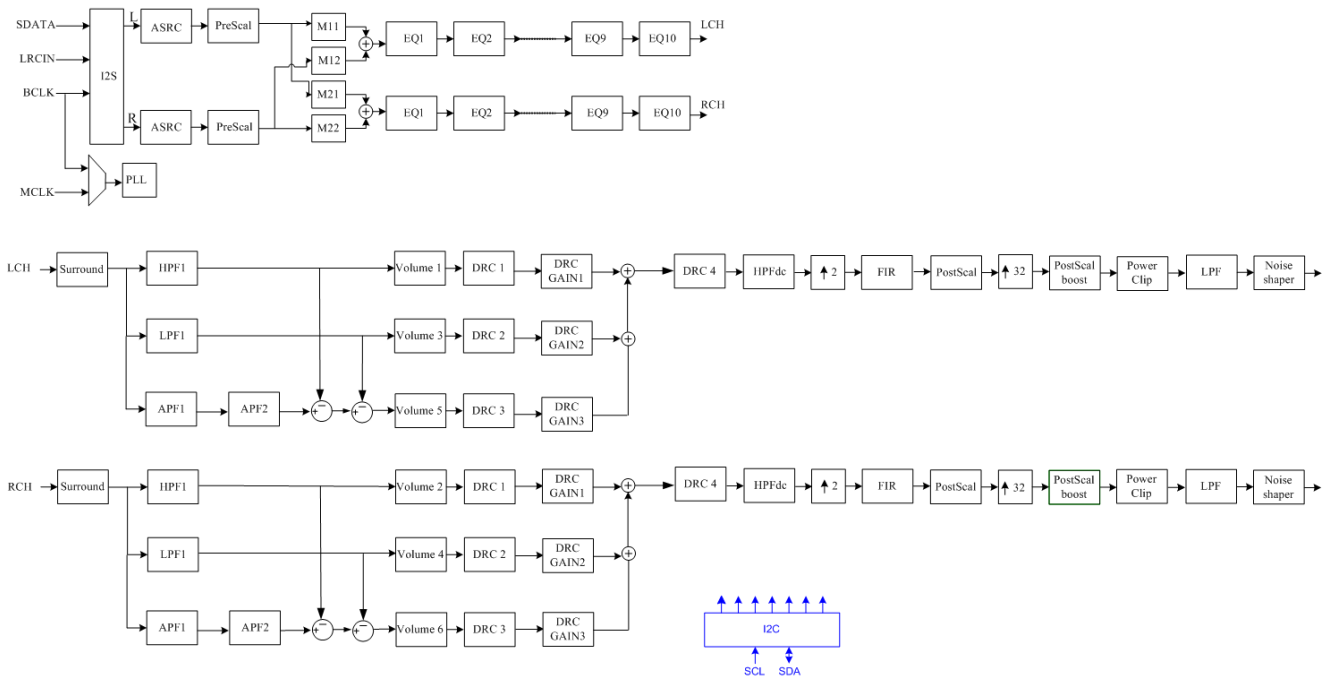 SDATA
LRCIN
BCLK
MCLK
I2S
L
R
ASRC
PreScal
ASRC
PreScal
M11
M12
M21
M22
+
+
EQ1
EQ2
EQ9
EQ10
LCH
EQ1
EQ2
EQ9
EQ10
RCH
PLL
LCH
Surround
HPF1
Volume 1
DRC 1
DRC
GAIN1
+
DRC 4
HPFdc
↑ 2
FIR
PostScal
↑ 32
PostScal
boost
Power
Clip
LPF
Noise
shaper
LPF1
Volume 3
DRC 2
DRC
GAIN2
+
APF1
APF2
+ −
+ −
Volume 5
DRC 3
DRC
GAIN3
RCH
Surround
HPF1
Volume 2
DRC 1
DRC
GAIN1
+
DRC 4
HPFdc
↑ 2
FIR
PostScal
↑ 32
PostScal
boost
Power
Clip
LPF
Noise
shaper
LPF1
Volume 4
DRC 2
DRC
GAIN2
+
APF1
APF2
+ −
+ −
Volume 6
DRC 3
DRC
GAIN3
I2C
SCL
SDA